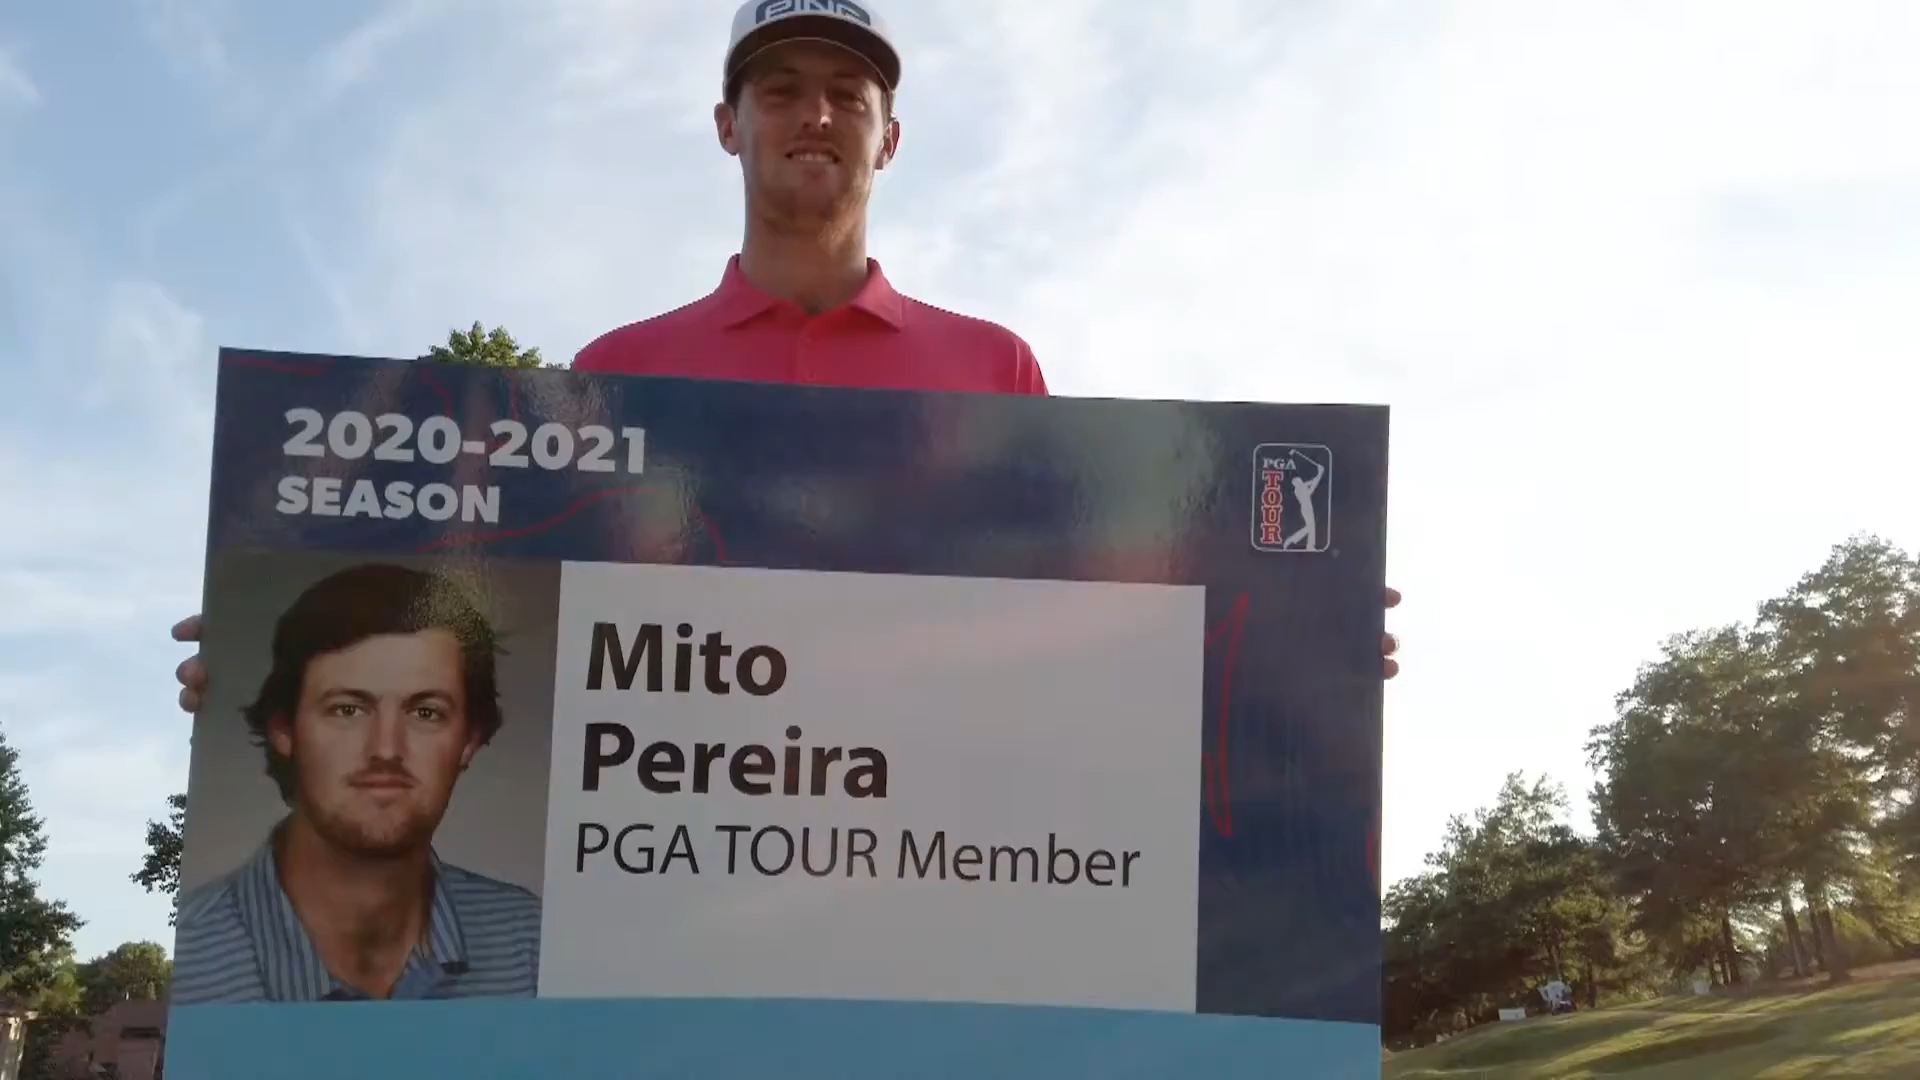 PING
2020-2021
SEASON
PGA
TOUR
Mito
Pereira
PGA TOUR Member